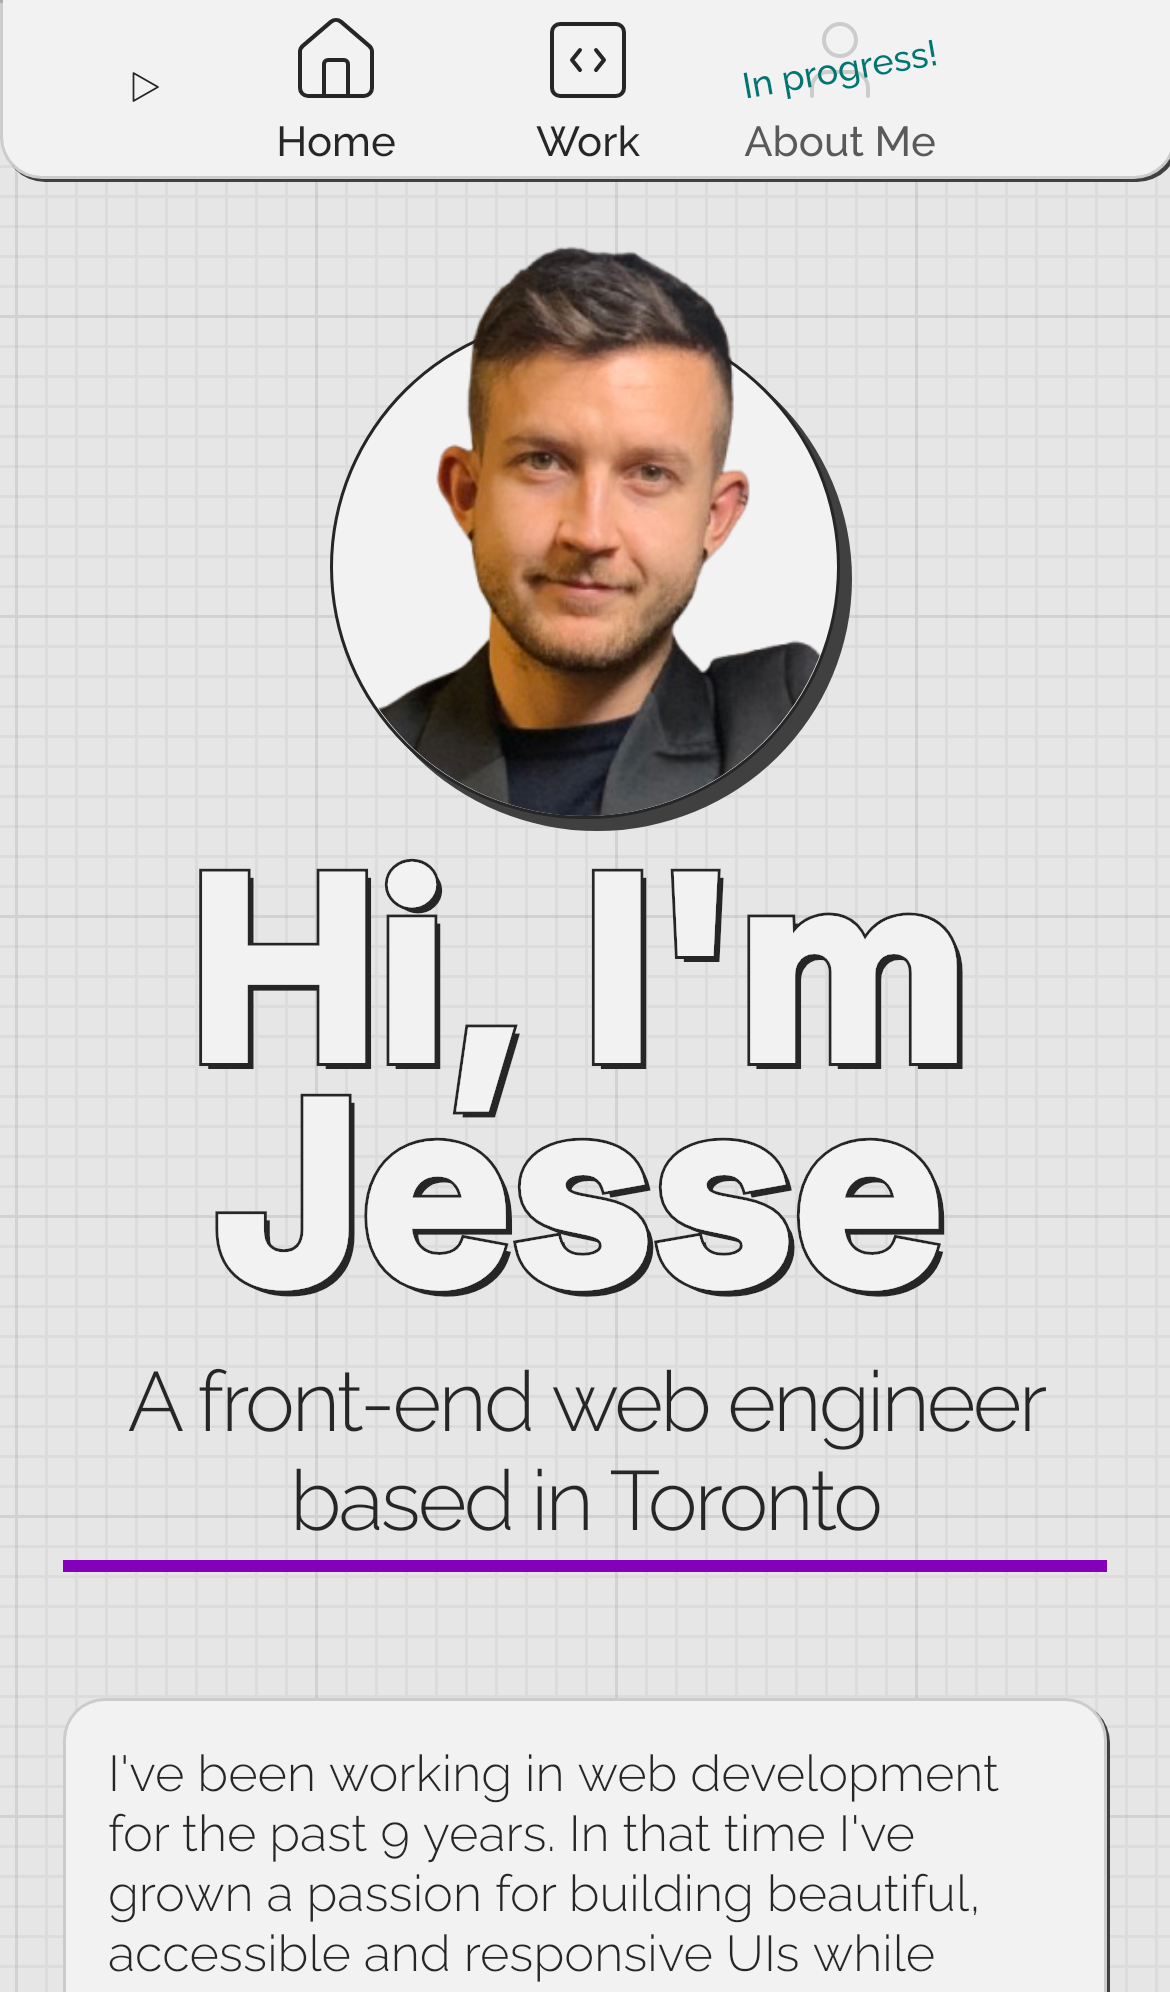 Home
Work
In progress!
About Me
Hi, I'm
Jesse
A front-end web engineer
based in Toronto
I've been working in web development
for the past 9 years. In that time I've
grown a passion for building beautiful,
accessible and responsive UIs while